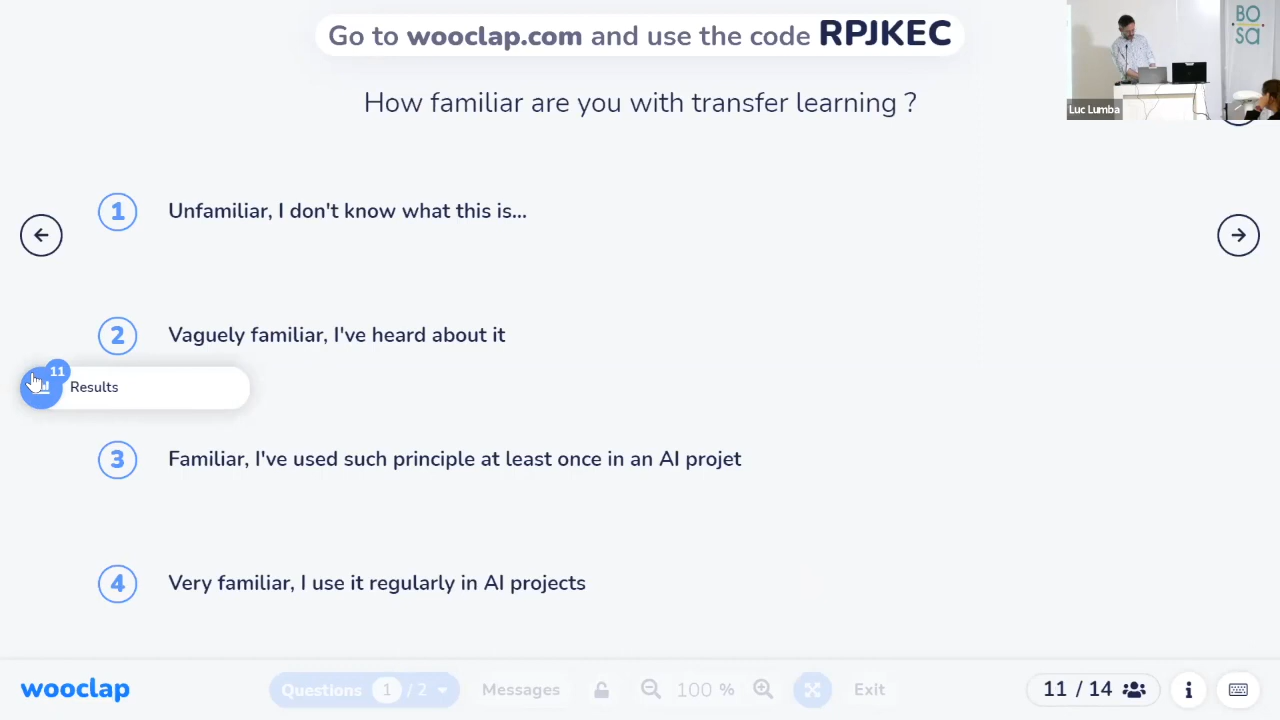 Go to wooclap.com and use the code RPJKEC
BO
sa
Luc Lumba
How familiar are you with transfer learning ?
1 Unfamiliar, I don't know what this is...
2 Vaguely familiar, I've heard about it
11
Results
3 Familiar, I've used such principle at least once in an AI projet
4 Very familiar, I use it regularly in AI projects
wooclap Questions 1 / 2 Messages 100 % Exit 11 / 14